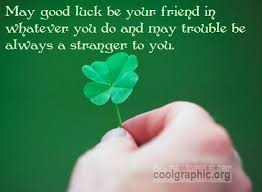 May good luck be your friend in
whatever you do and may trouble be
always a stranger to you.
coolgraphic.org